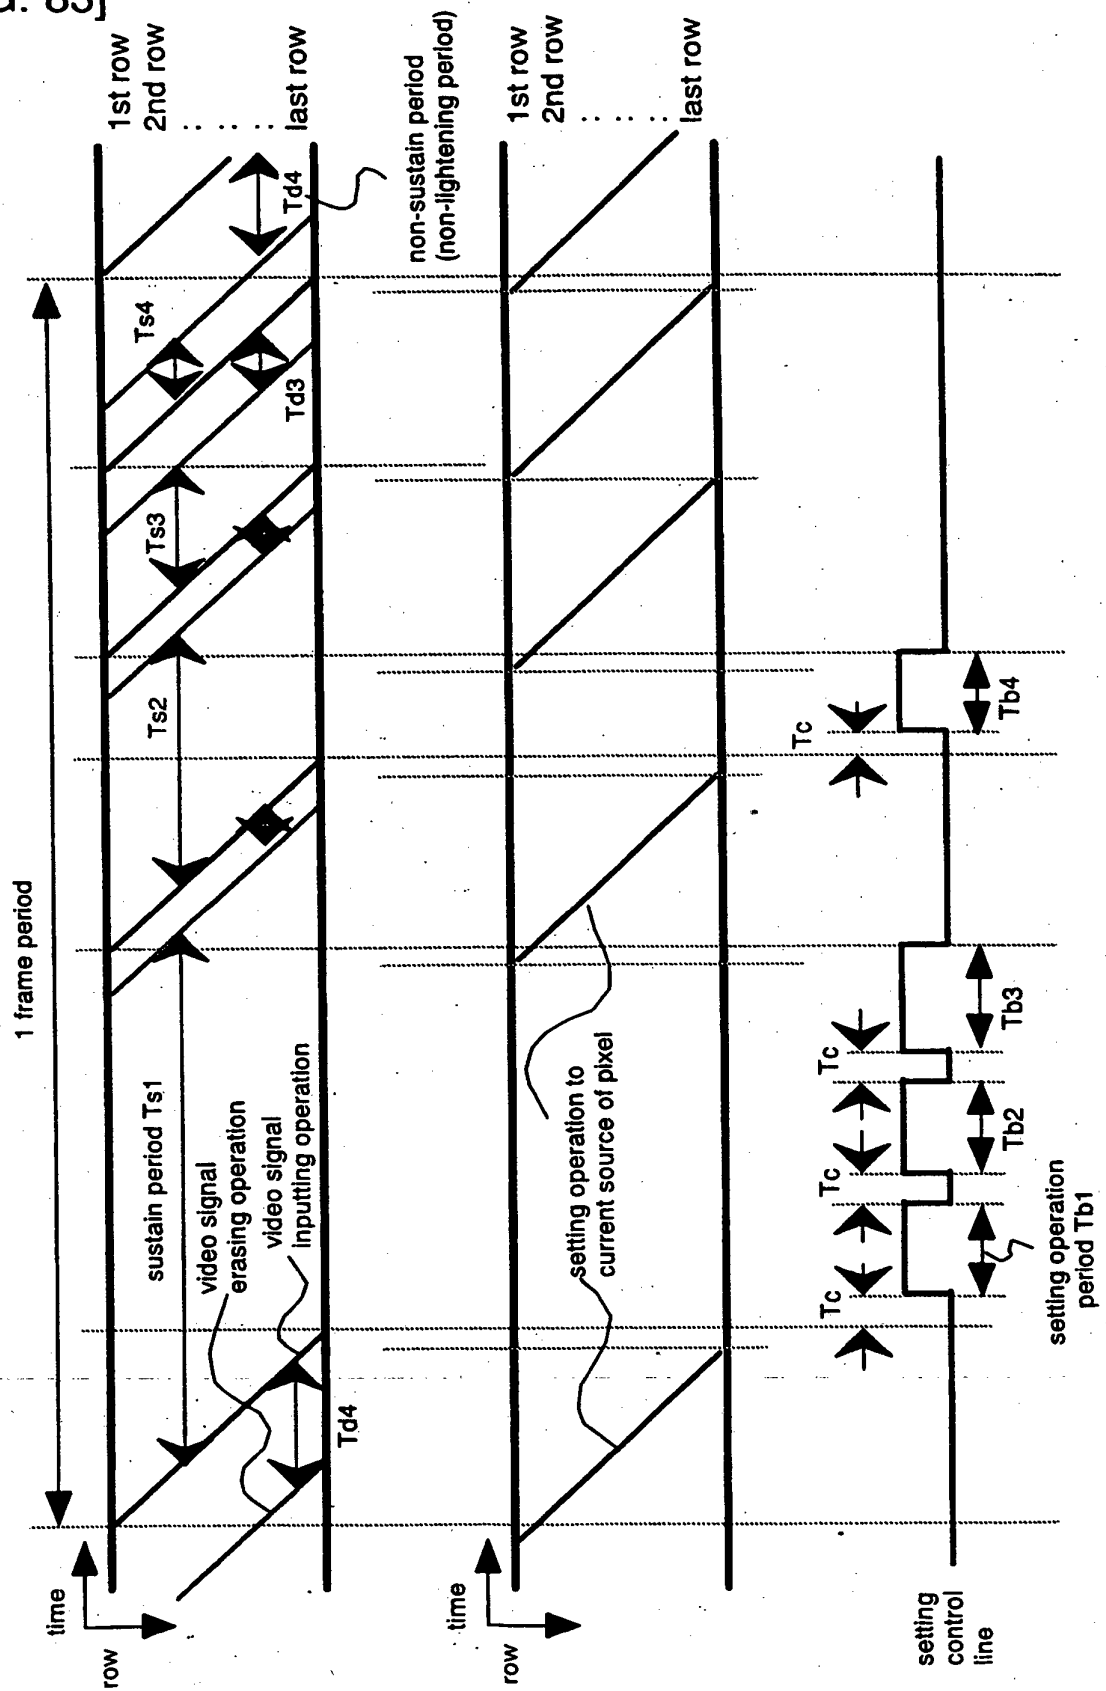 1 frame period
time
row
sustain period Ts1
video signal
erasing operation
video signal
inputting operation
Td4
Ts2
Ts3
Td3
Ts4
Td4
1st row
2nd row
last row
non-sustain period
(non-lightening period)
time
row
setting operation to
current source of pixel
1st row
2nd row
last row
setting
control
line
Tc
Tc
Tc
Tc
setting operation
period Tb1
Tb2
Tb3
Tb4